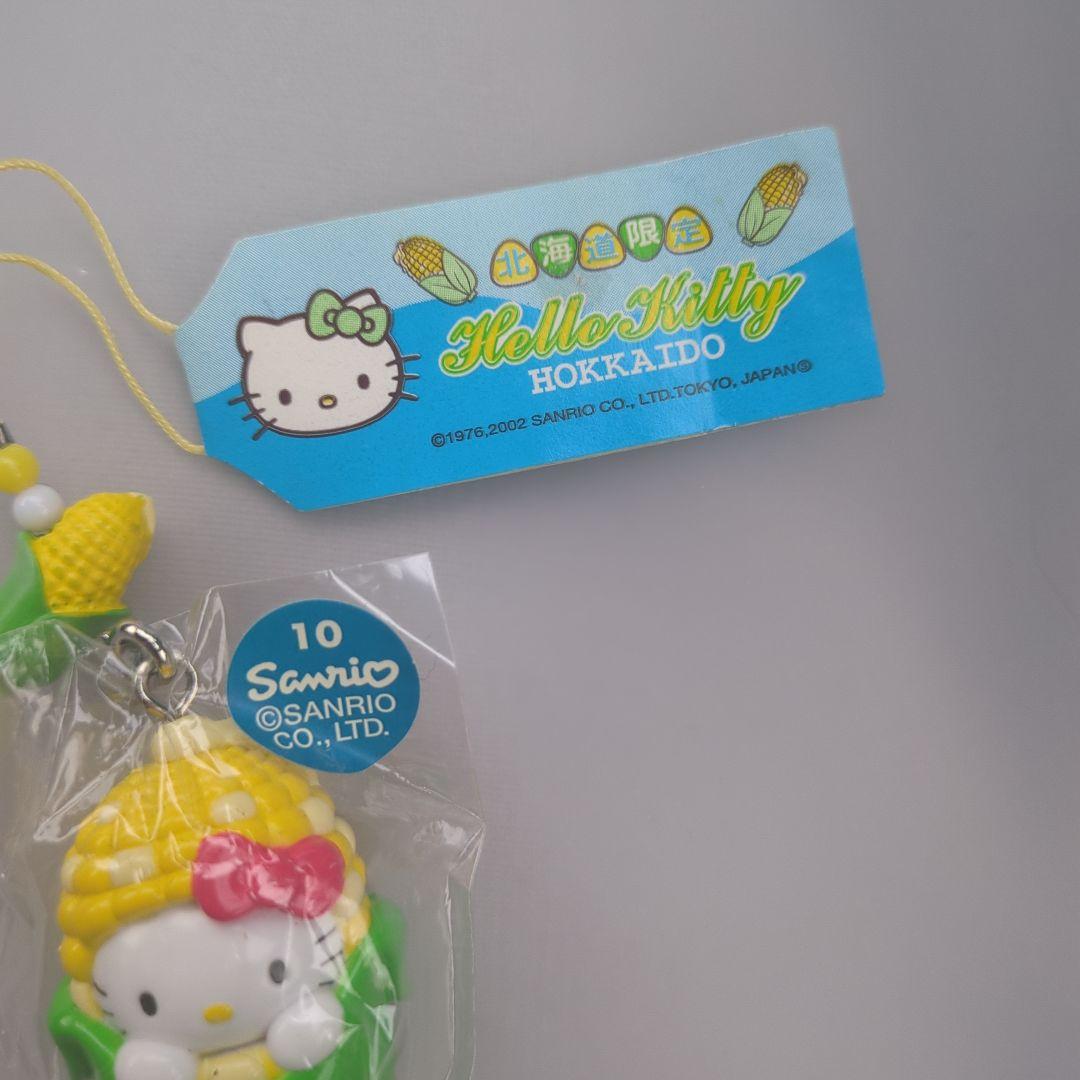 北海道限定
Hello Kitty
HOKKAIDO
©1976,2002 SANRIO CO., LTD.TOKYO, JAPANⓈ
10
Sanrio
©SANRIO
CO., LTD.